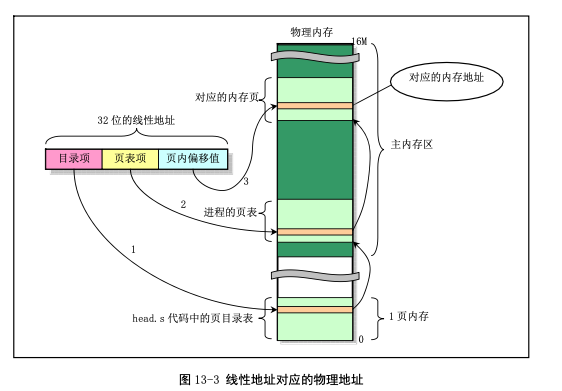 物理内存
16M
对应的内存页
对应的内存地址
32 位的线性地址
主内存区
目录项
页表项
页内偏移值
3
2
进程的页表
1
head.s 代码中的页目录表
1 页内存
0
图 13-3 线性地址对应的物理地址